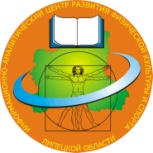 ИНФОРМАЦИОННО-АНАЛИТИЧЕСКИЙ ЦЕНТР РАЗВИТИЯ ФИЗИЧЕСКОЙ КУЛЬТУРЫ И СПОРТА
ЛИПЕЦКОЙ ОБЛАСТИ